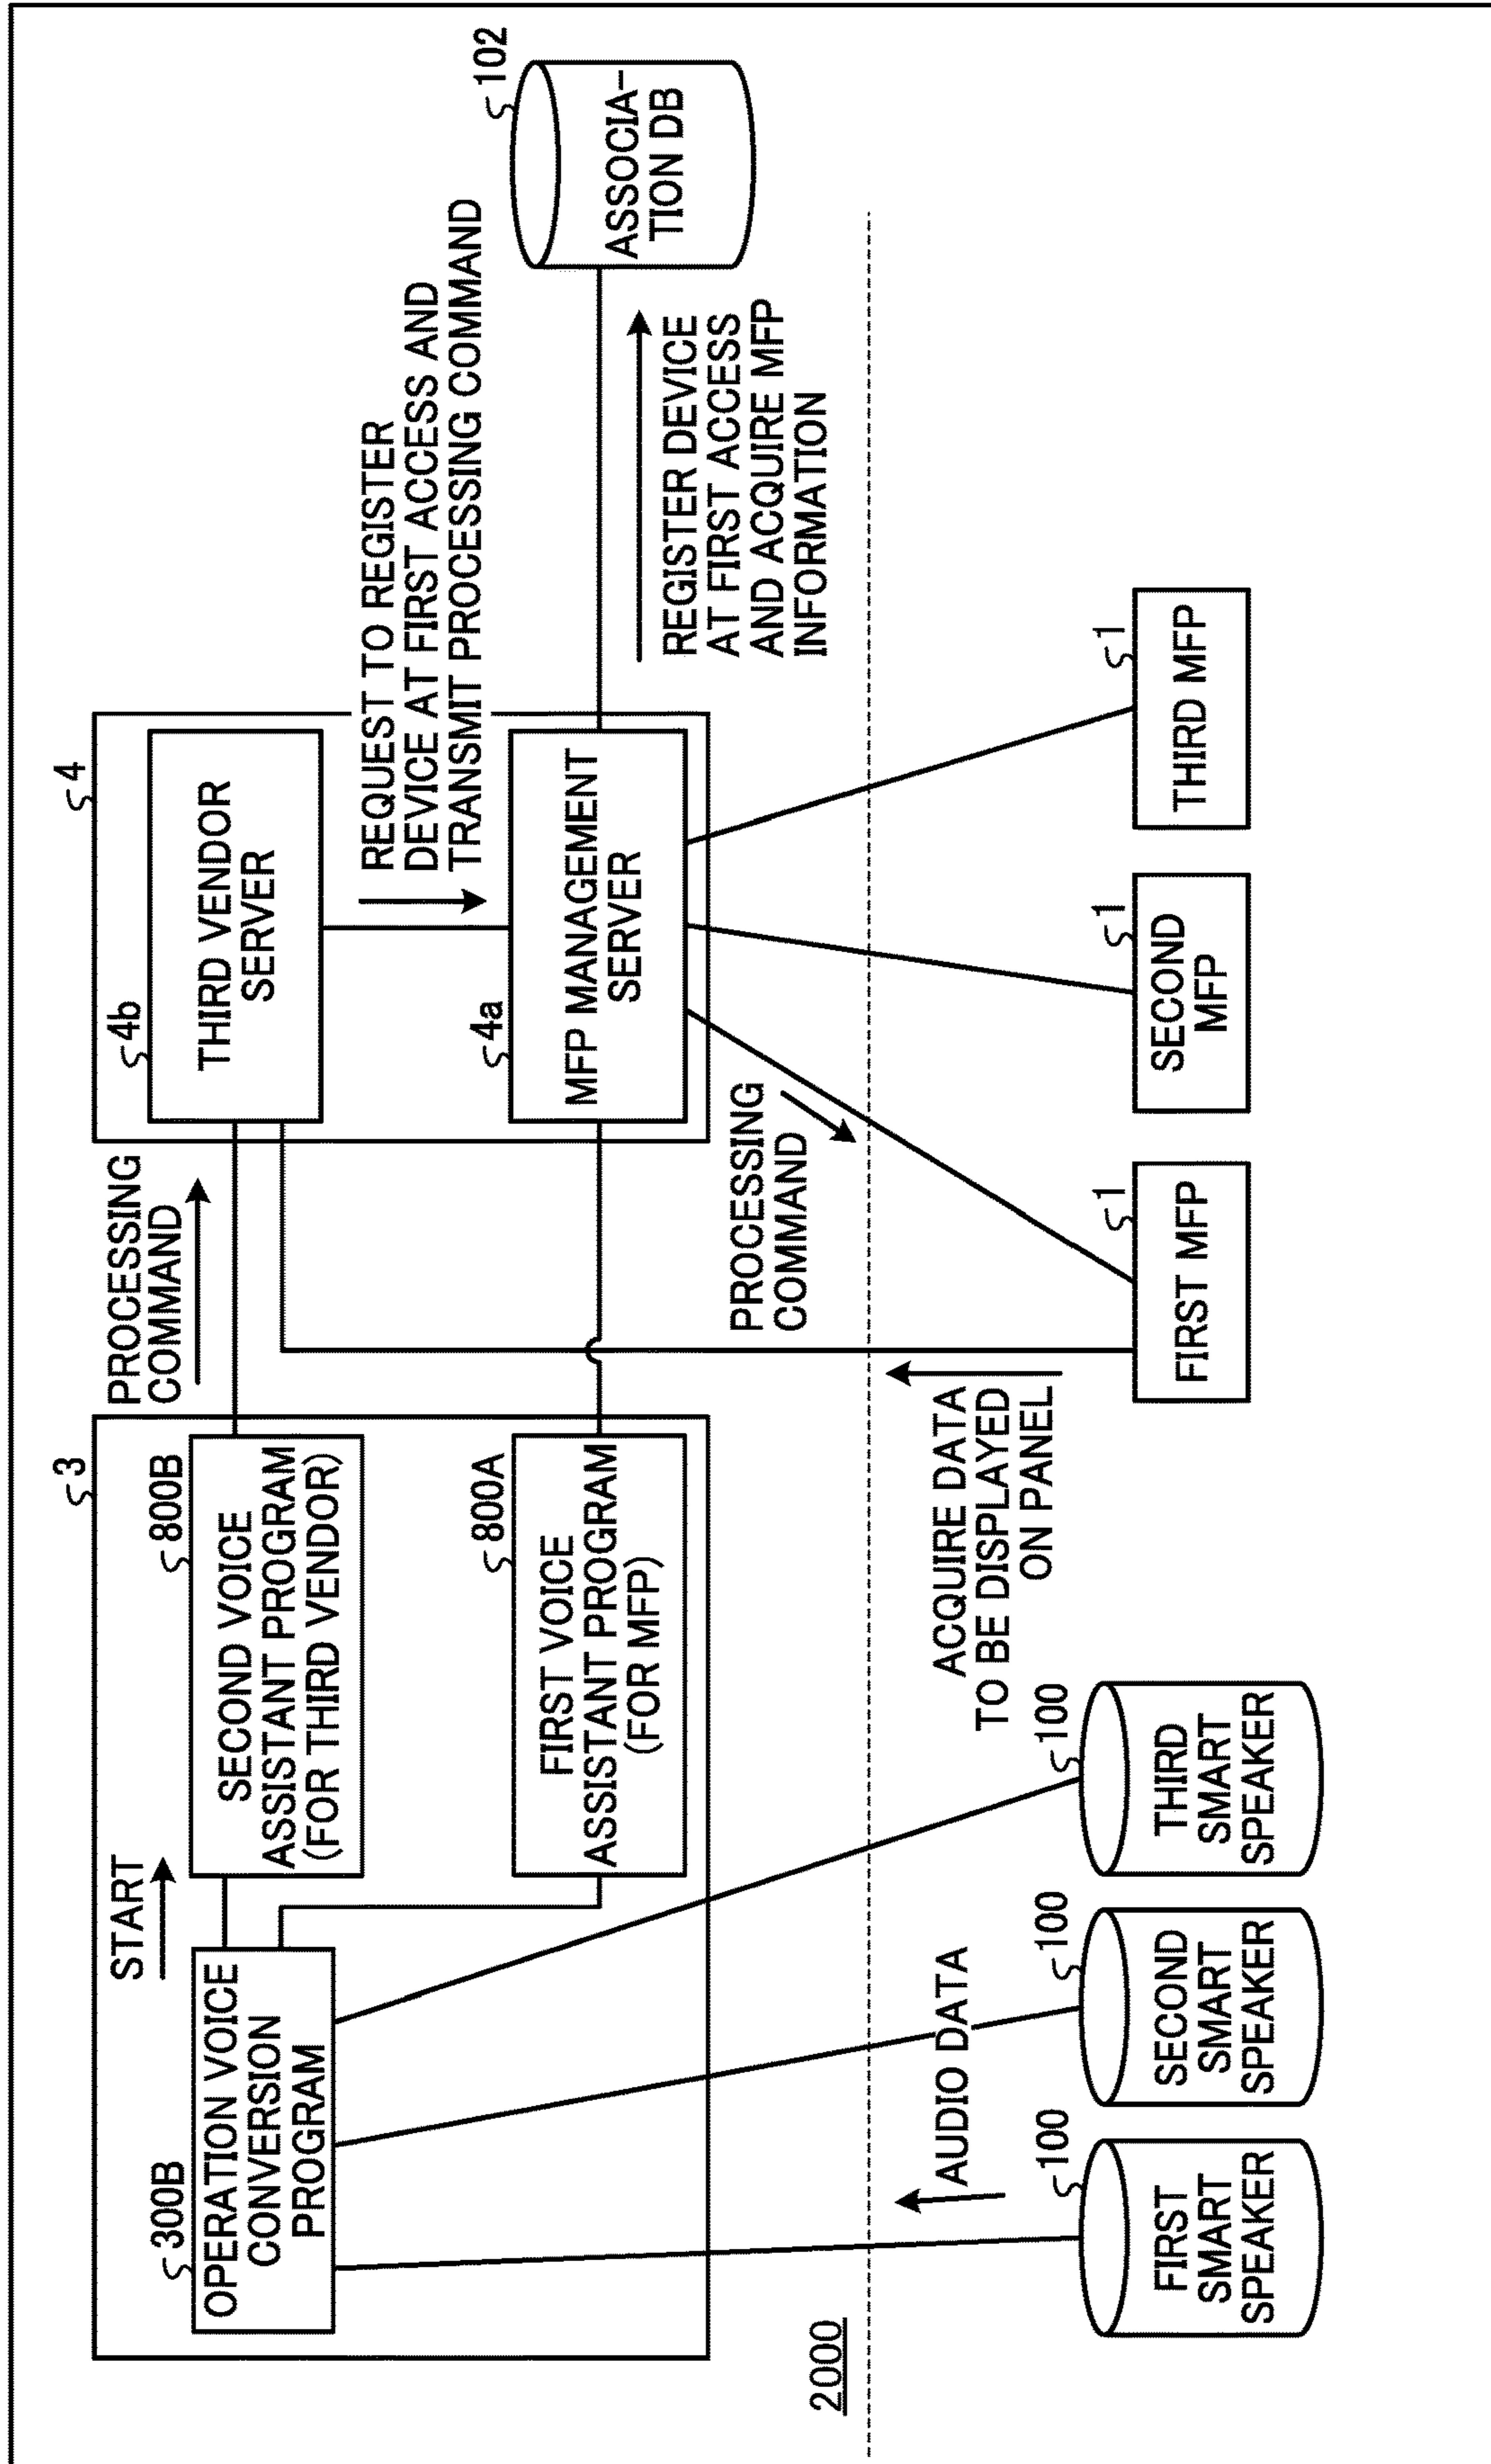 3
4
START
PROCESSING
COMMAND
300B
OPERATION VOICE
CONVERSION
PROGRAM
800B
SECOND VOICE
ASSISTANT PROGRAM
(FOR THIRD VENDOR)
4b
THIRD VENDOR
SERVER
REQUEST TO REGISTER
DEVICE AT FIRST ACCESS AND
TRANSMIT PROCESSING COMMAND
102
ASSOCIA-
TION DB
800A
FIRST VOICE
ASSISTANT PROGRAM
(FOR MFP)
4a
MFP MANAGEMENT
SERVER
REGISTER DEVICE
AT FIRST ACCESS
AND ACQUIRE MFP
INFORMATION
PROCESSING
COMMAND
2000
AUDIO DATA
ACQUIRE DATA
TO BE DISPLAYED
ON PANEL
100
FIRST
SMART
SPEAKER
100
SECOND
SMART
SPEAKER
100
THIRD
SMART
SPEAKER
1
FIRST MFP
1
SECOND
MFP
1
THIRD MFP